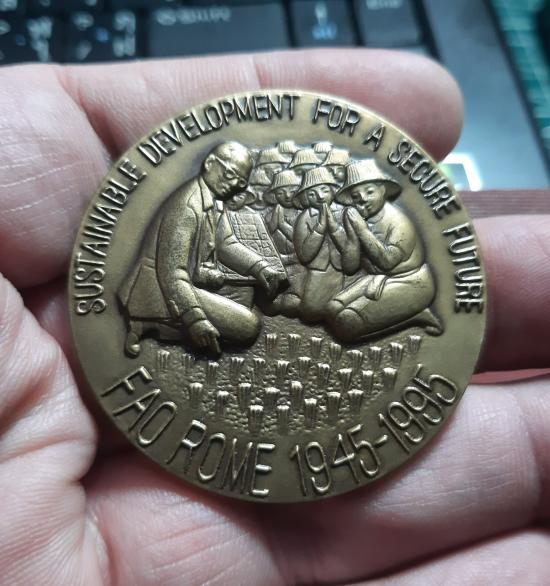 SUSTAINABLE DEVELOPMENT FOR A SECURE FUTURE
FAO ROME 1945-1995